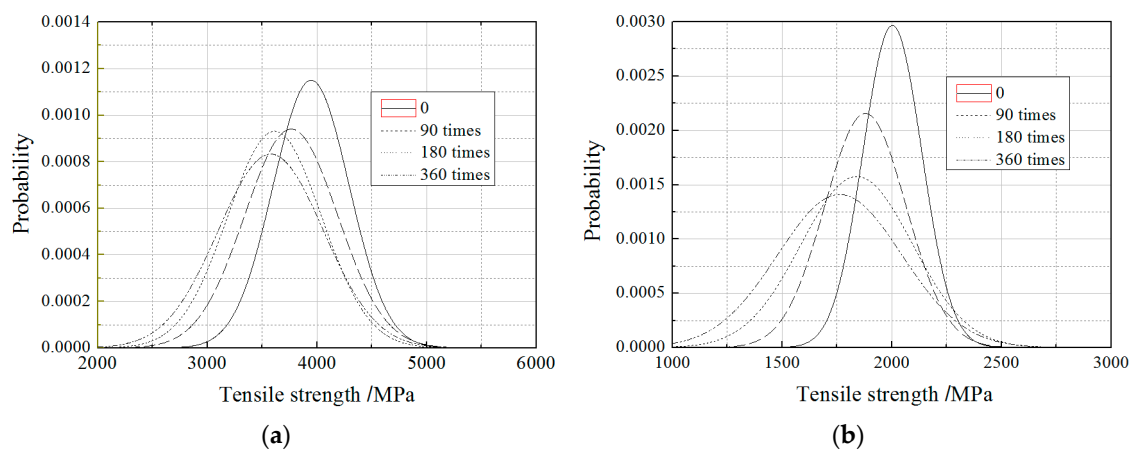 0.0014
0.0012
0.0010
0.0008
0.0006
0.0004
0.0002
0.0000
Probability
2000 3000 4000 5000 6000
Tensile strength /MPa
0
90 times
180 times
360 times
(a)
0.0030
0.0025
0.0020
0.0015
0.0010
0.0005
0.0000
Probability
1000 1500 2000 2500 3000
Tensile strength /MPa
0
90 times
180 times
360 times
(b)